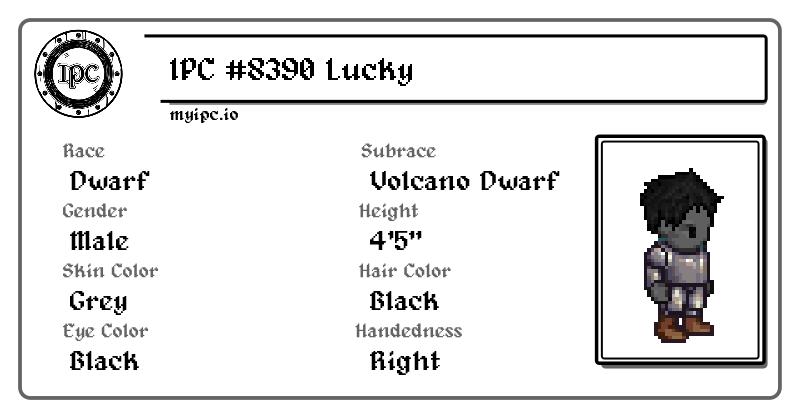 IPC
IPC #8390 Lucky
myipc.io
Race
Subrace
Dwarf
Volcano Dwarf
Gender
Height
Male
4'5"
Skin Color
Hair Color
Grey
Black
Eye Color
Handedness
Black
Right